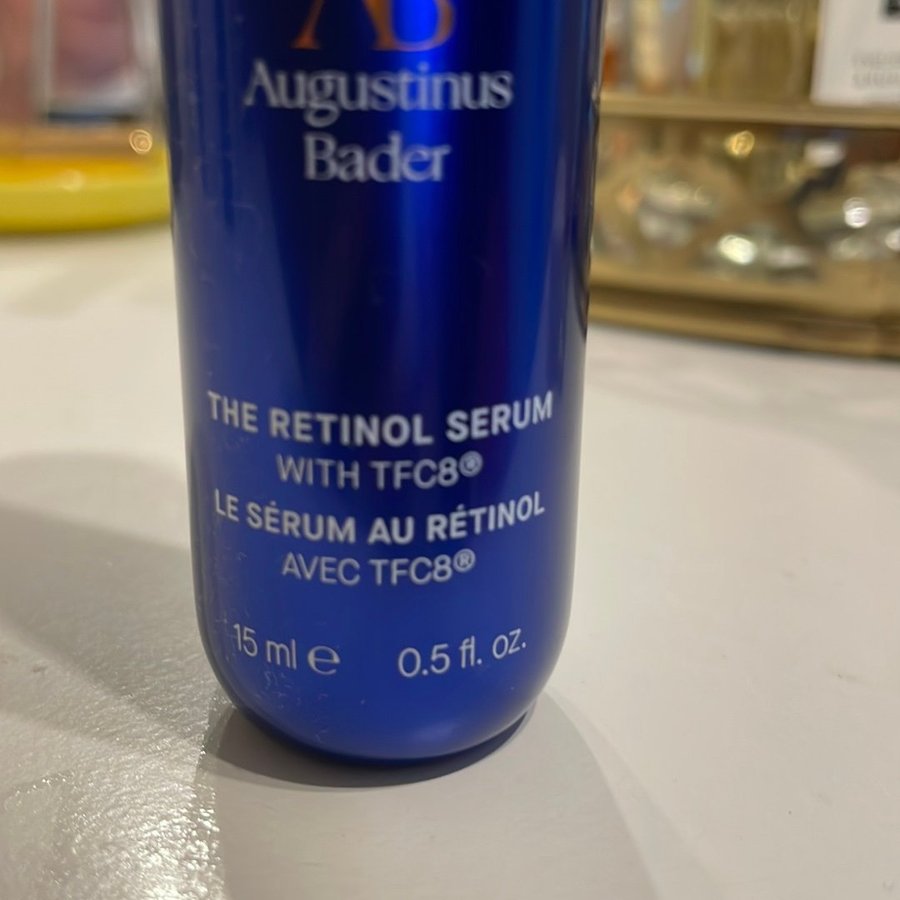 AB
Augustinus
Bader
THE RETINOL SERUM
WITH TFC8®
LE SÉRUM AU RÉTINOL
AVEC TFC8®
15 ml ℮ 0.5 fl. oz.